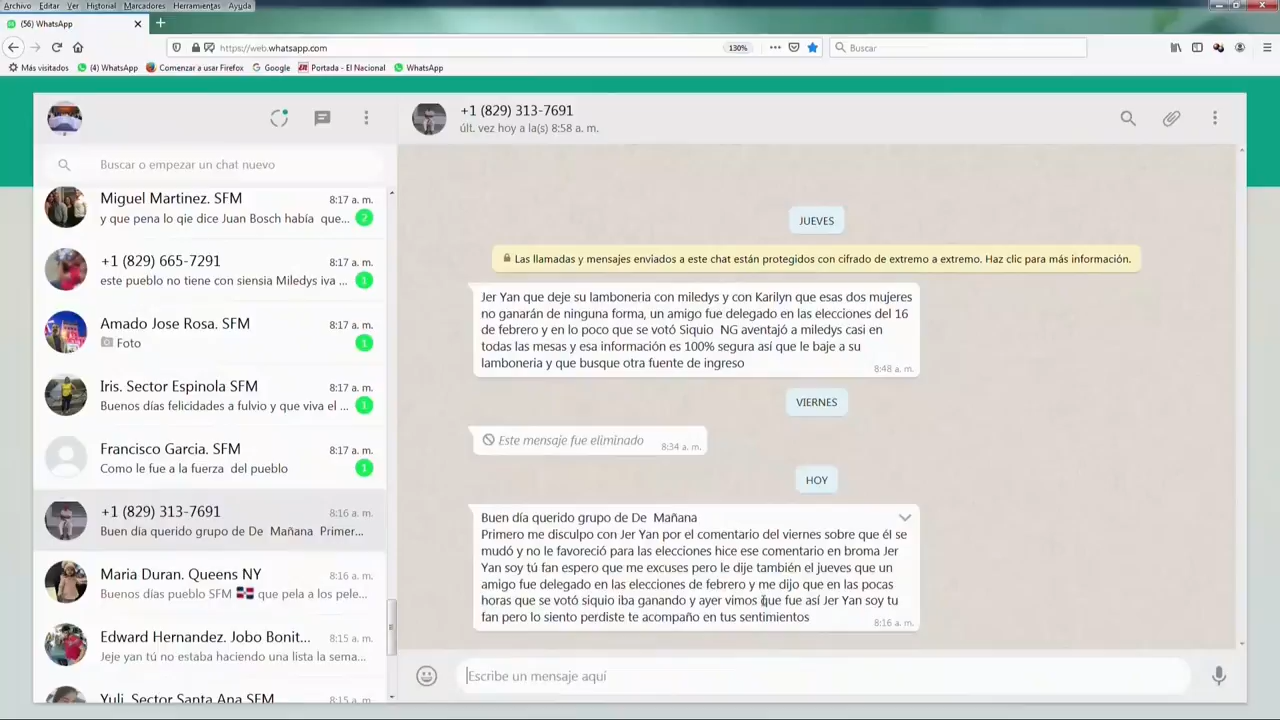 Archivo Editar Ver Historial Marcadores Herramientas Ayuda
(56) WhatsApp
https://web.whatsapp.com
130%
Buscar
Más visitados
(4) WhatsApp
Comenzar a usar Firefox
Google
Portada - El Nacional
WhatsApp
Buscar o empezar un chat nuevo
Miguel Martinez. SFM 8:17 a. m.
y que pena lo qie dice Juan Bosch había que... 2
+1 (829) 665-7291 8:17 a. m.
este pueblo no tiene con siensia Miledys iva ... 1
Amado Jose Rosa. SFM 8:17 a. m.
Foto 1
Iris. Sector Espinola SFM 8:17 a. m.
Buenos días felicidades a fulvio y que viva el ... 1
Francisco Garcia. SFM 8:17 a. m.
Como le fue a la fuerza del pueblo 1
+1 (829) 313-7691 8:16 a. m.
Buen día querido grupo de De Mañana Primer...
Maria Duran. Queens NY 8:16 a. m.
Buenos días pueblo SFM 🇩🇴 que pela a los pele...
Edward Hernandez. Jobo Bonit... 8:15 a. m.
Jeje yan tú no estaba haciendo una lista la sema...
Yuli. Sector Santa Ana SFM 8:15 a. m.
+1 (829) 313-7691
últ. vez hoy a la(s) 8:58 a. m.
JUEVES
Las llamadas y mensajes enviados a este chat están protegidos con cifrado de extremo a extremo. Haz clic para más información.
Jer Yan que deje su lamboneria con miledys y con Karilyn que esas dos mujeres
no ganarán de ninguna forma, un amigo fue delegado en las elecciones del 16
de febrero y en lo poco que se votó Siquio NG aventajó a miledys casi en
todas las mesas y esa información es 100% segura así que le baje a su
lamboneria y que busque otra fuente de ingreso
8:48 a. m.
VIERNES
Este mensaje fue eliminado 8:34 a. m.
HOY
Buen día querido grupo de De Mañana
Primero me disculpo con Jer Yan por el comentario del viernes sobre que él se
mudó y no le favoreció para las elecciones hice ese comentario en broma Jer
Yan soy tú fan espero que me excuses pero le dije también el jueves que un
amigo fue delegado en las elecciones de febrero y me dijo que en las pocas
horas que se votó siquio iba ganando y ayer vimos que fue así Jer Yan soy tu
fan pero lo siento perdiste te acompaño en tus sentimientos
8:16 a. m.
Escribe un mensaje aquí